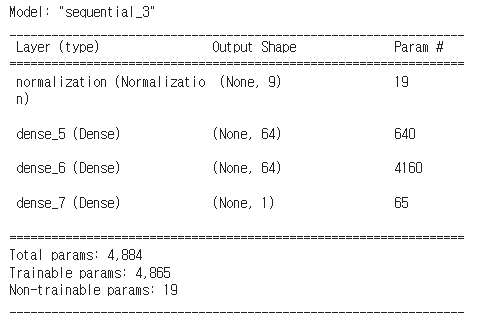 Model: "sequential_3"
_________________________________________________________________
Layer (type) Output Shape Param #
=================================================================
normalization (Normalizatio (None, 9) 19
n)
dense_5 (Dense) (None, 64) 640
dense_6 (Dense) (None, 64) 4160
dense_7 (Dense) (None, 1) 65
=================================================================
Total params: 4,884
Trainable params: 4,865
Non-trainable params: 19
_________________________________________________________________